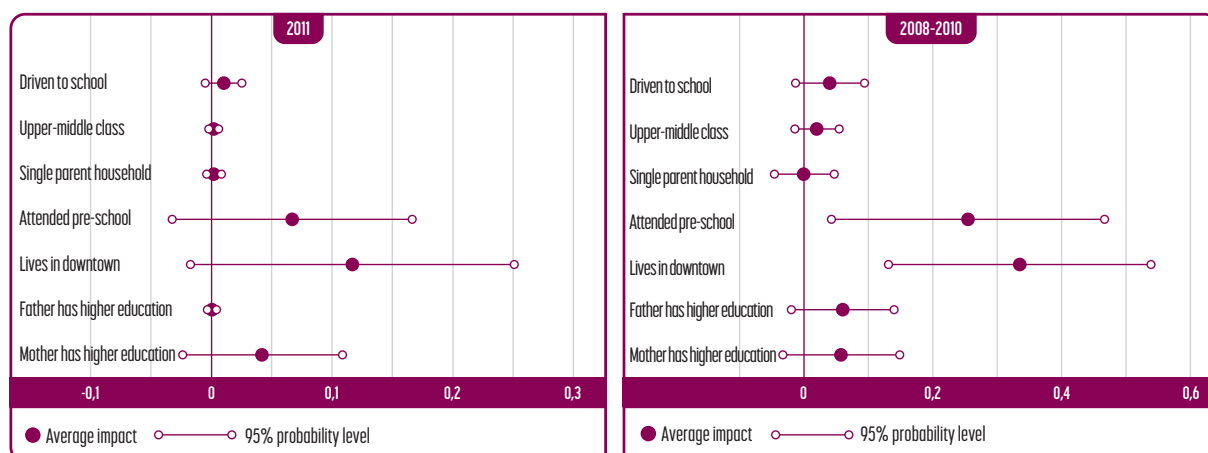 2011
Driven to school
Upper-middle class
Single parent household
Attended pre-school
Lives in downtown
Father has higher education
Mother has higher education
-0,1 0 0,1 0,2 0,3
Average impact 95% probability level
2008-2010
Driven to school
Upper-middle class
Single parent household
Attended pre-school
Lives in downtown
Father has higher education
Mother has higher education
0 0,2 0,4 0,6
Average impact 95% probability level